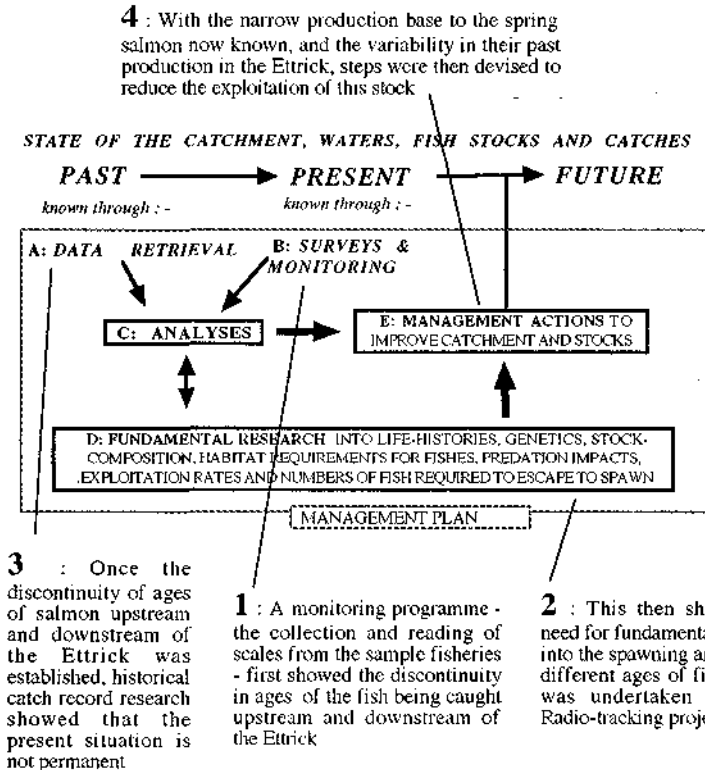 4 : With the narrow production base to the spring
salmon now known, and the variability in their past
production in the Ettrick, steps were then devised to
reduce the exploitation of this stock
STATE OF THE CATCHMENT, WATERS, FISH STOCKS AND CATCHES
PAST PRESENT FUTURE
known through : - known through : -
A: DATA RETRIEVAL
B: SURVEYS &
MONITORING
C: ANALYSES
E: MANAGEMENT ACTIONS TO
IMPROVE CATCHMENT AND STOCKS
D: FUNDAMENTAL RESEARCH INTO LIFE-HISTORIES, GENETICS, STOCK-
COMPOSITION, HABITAT REQUIREMENTS FOR FISHES, PREDATION IMPACTS,
EXPLOITATION RATES AND NUMBERS OF FISH REQUIRED TO ESCAPE TO SPAWN
MANAGEMENT PLAN
3 : Once the
discontinuity of ages
of salmon upstream
and downstream of
the Ettrick was
established, historical
catch record research
showed that the
present situation is
not permanent
1 : A monitoring programme -
the collection and reading of
scales from the sample fisheries
- first showed the discontinuity
in ages of the fish being caught
upstream and downstream of
the Ettrick
2 : This then
need for
into the spawning
different ages of
was undertaken
Radio-tracking